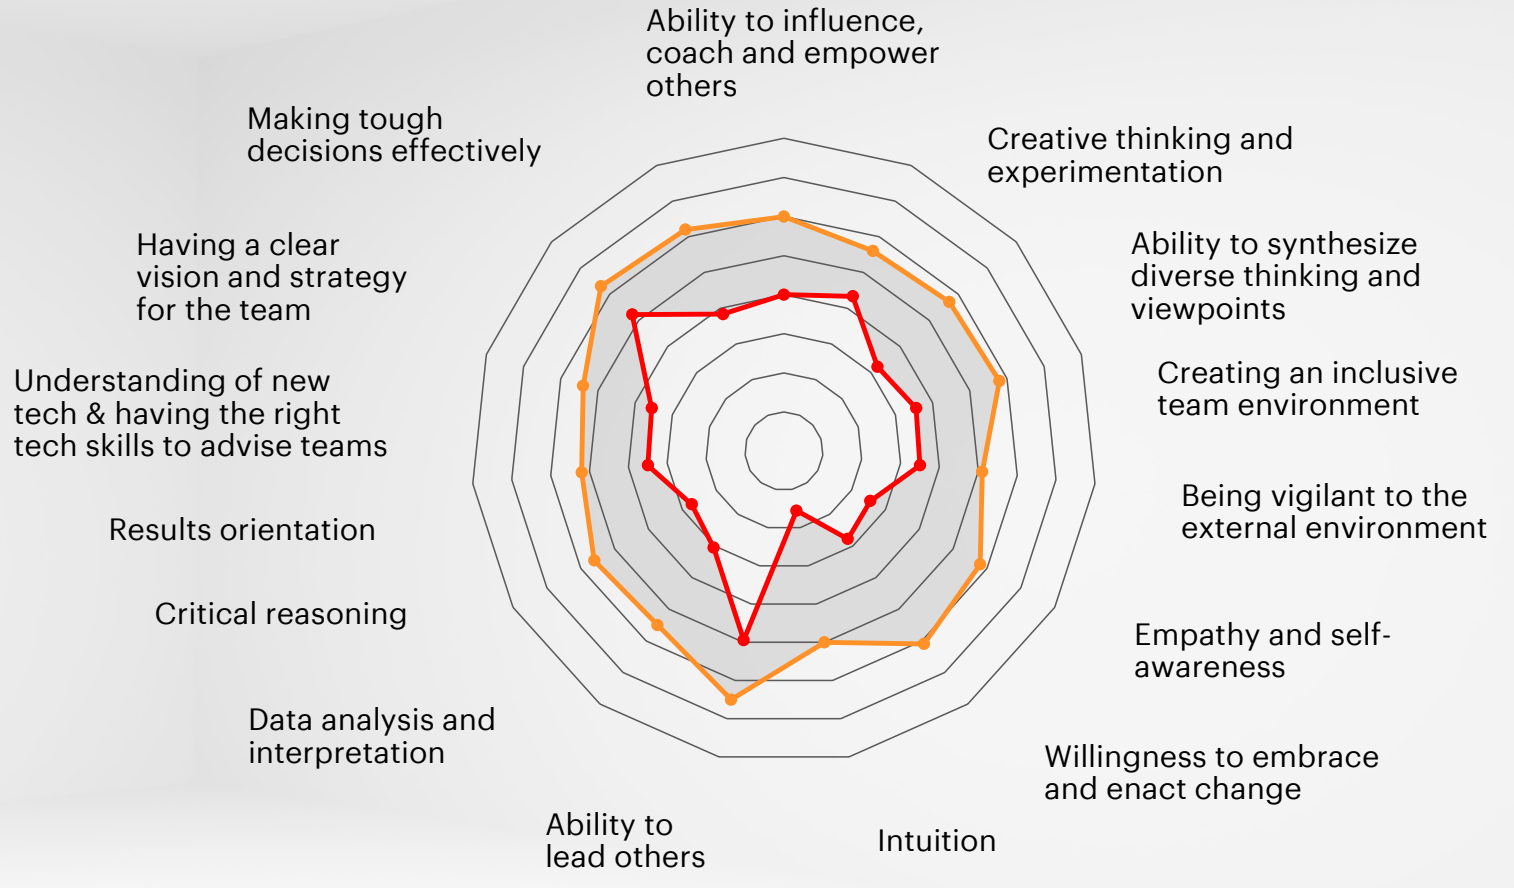 Ability to influence,
coach and empower
others
Creative thinking and
experimentation
Ability to synthesize
diverse thinking and
viewpoints
Creating an inclusive
team environment
Being vigilant to the
external environment
Empathy and self-
awareness
Willingness to embrace
and enact change
Intuition
Ability to
lead others
Data analysis and
interpretation
Critical reasoning
Results orientation
Understanding of new
tech & having the right
tech skills to advise teams
Having a clear
vision and strategy
for the team
Making tough
decisions effectively